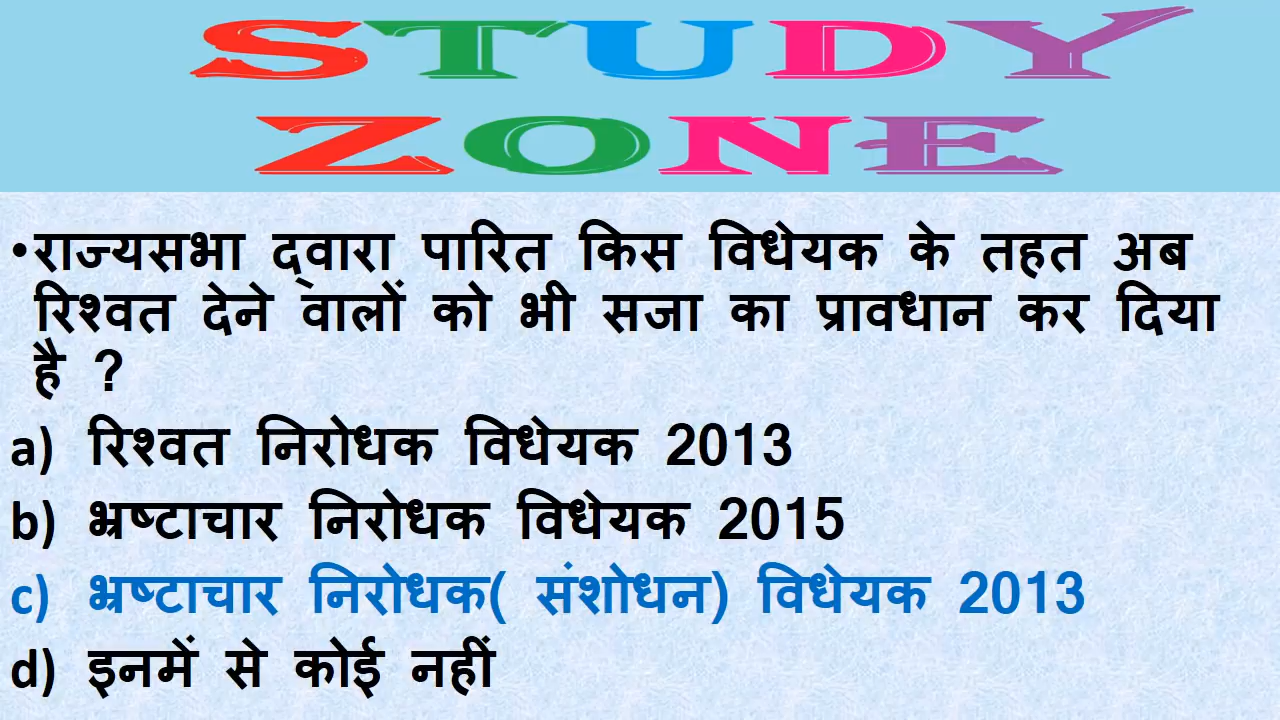 STUDY
ZONE
•राज्यसभा द्वारा पारित किस विधेयक के तहत अब
रिश्वत देने वालों को भी सजा का प्रावधान कर दिया
है ?
a) रिश्वत निरोधक विधेयक 2013
b) भ्रष्टाचार निरोधक विधेयक 2015
c) भ्रष्टाचार निरोधक( संशोधन) विधेयक 2013
d) इनमें से कोई नहीं